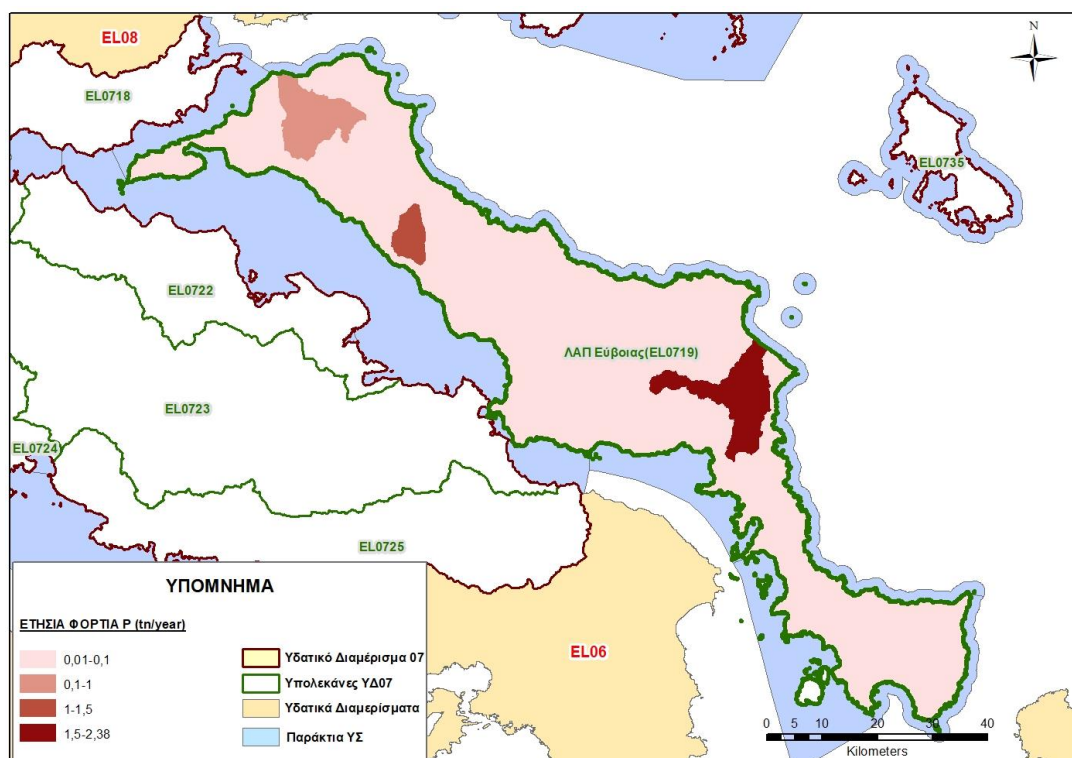 EL08
N
EL0718
EL0735
EL0722
ΛΑΠ Εύβοιας(EL0719)
EL0723
EL0724
EL0725
EL06
ΥΠΟΜΝΗΜΑ
ΕΤΗΣΙΑ ΦΟΡΤΙΑ P (tn/year)
0,01-0,1
0,1-1
1-1,5
1,5-2,38
Υδατικό Διαμέρισμα 07
Υπολεκάνες ΥΔ07
Υδατικά Διαμερίσματα
Παράκτια ΥΣ
0 5 10 20 30 40
Kilometers